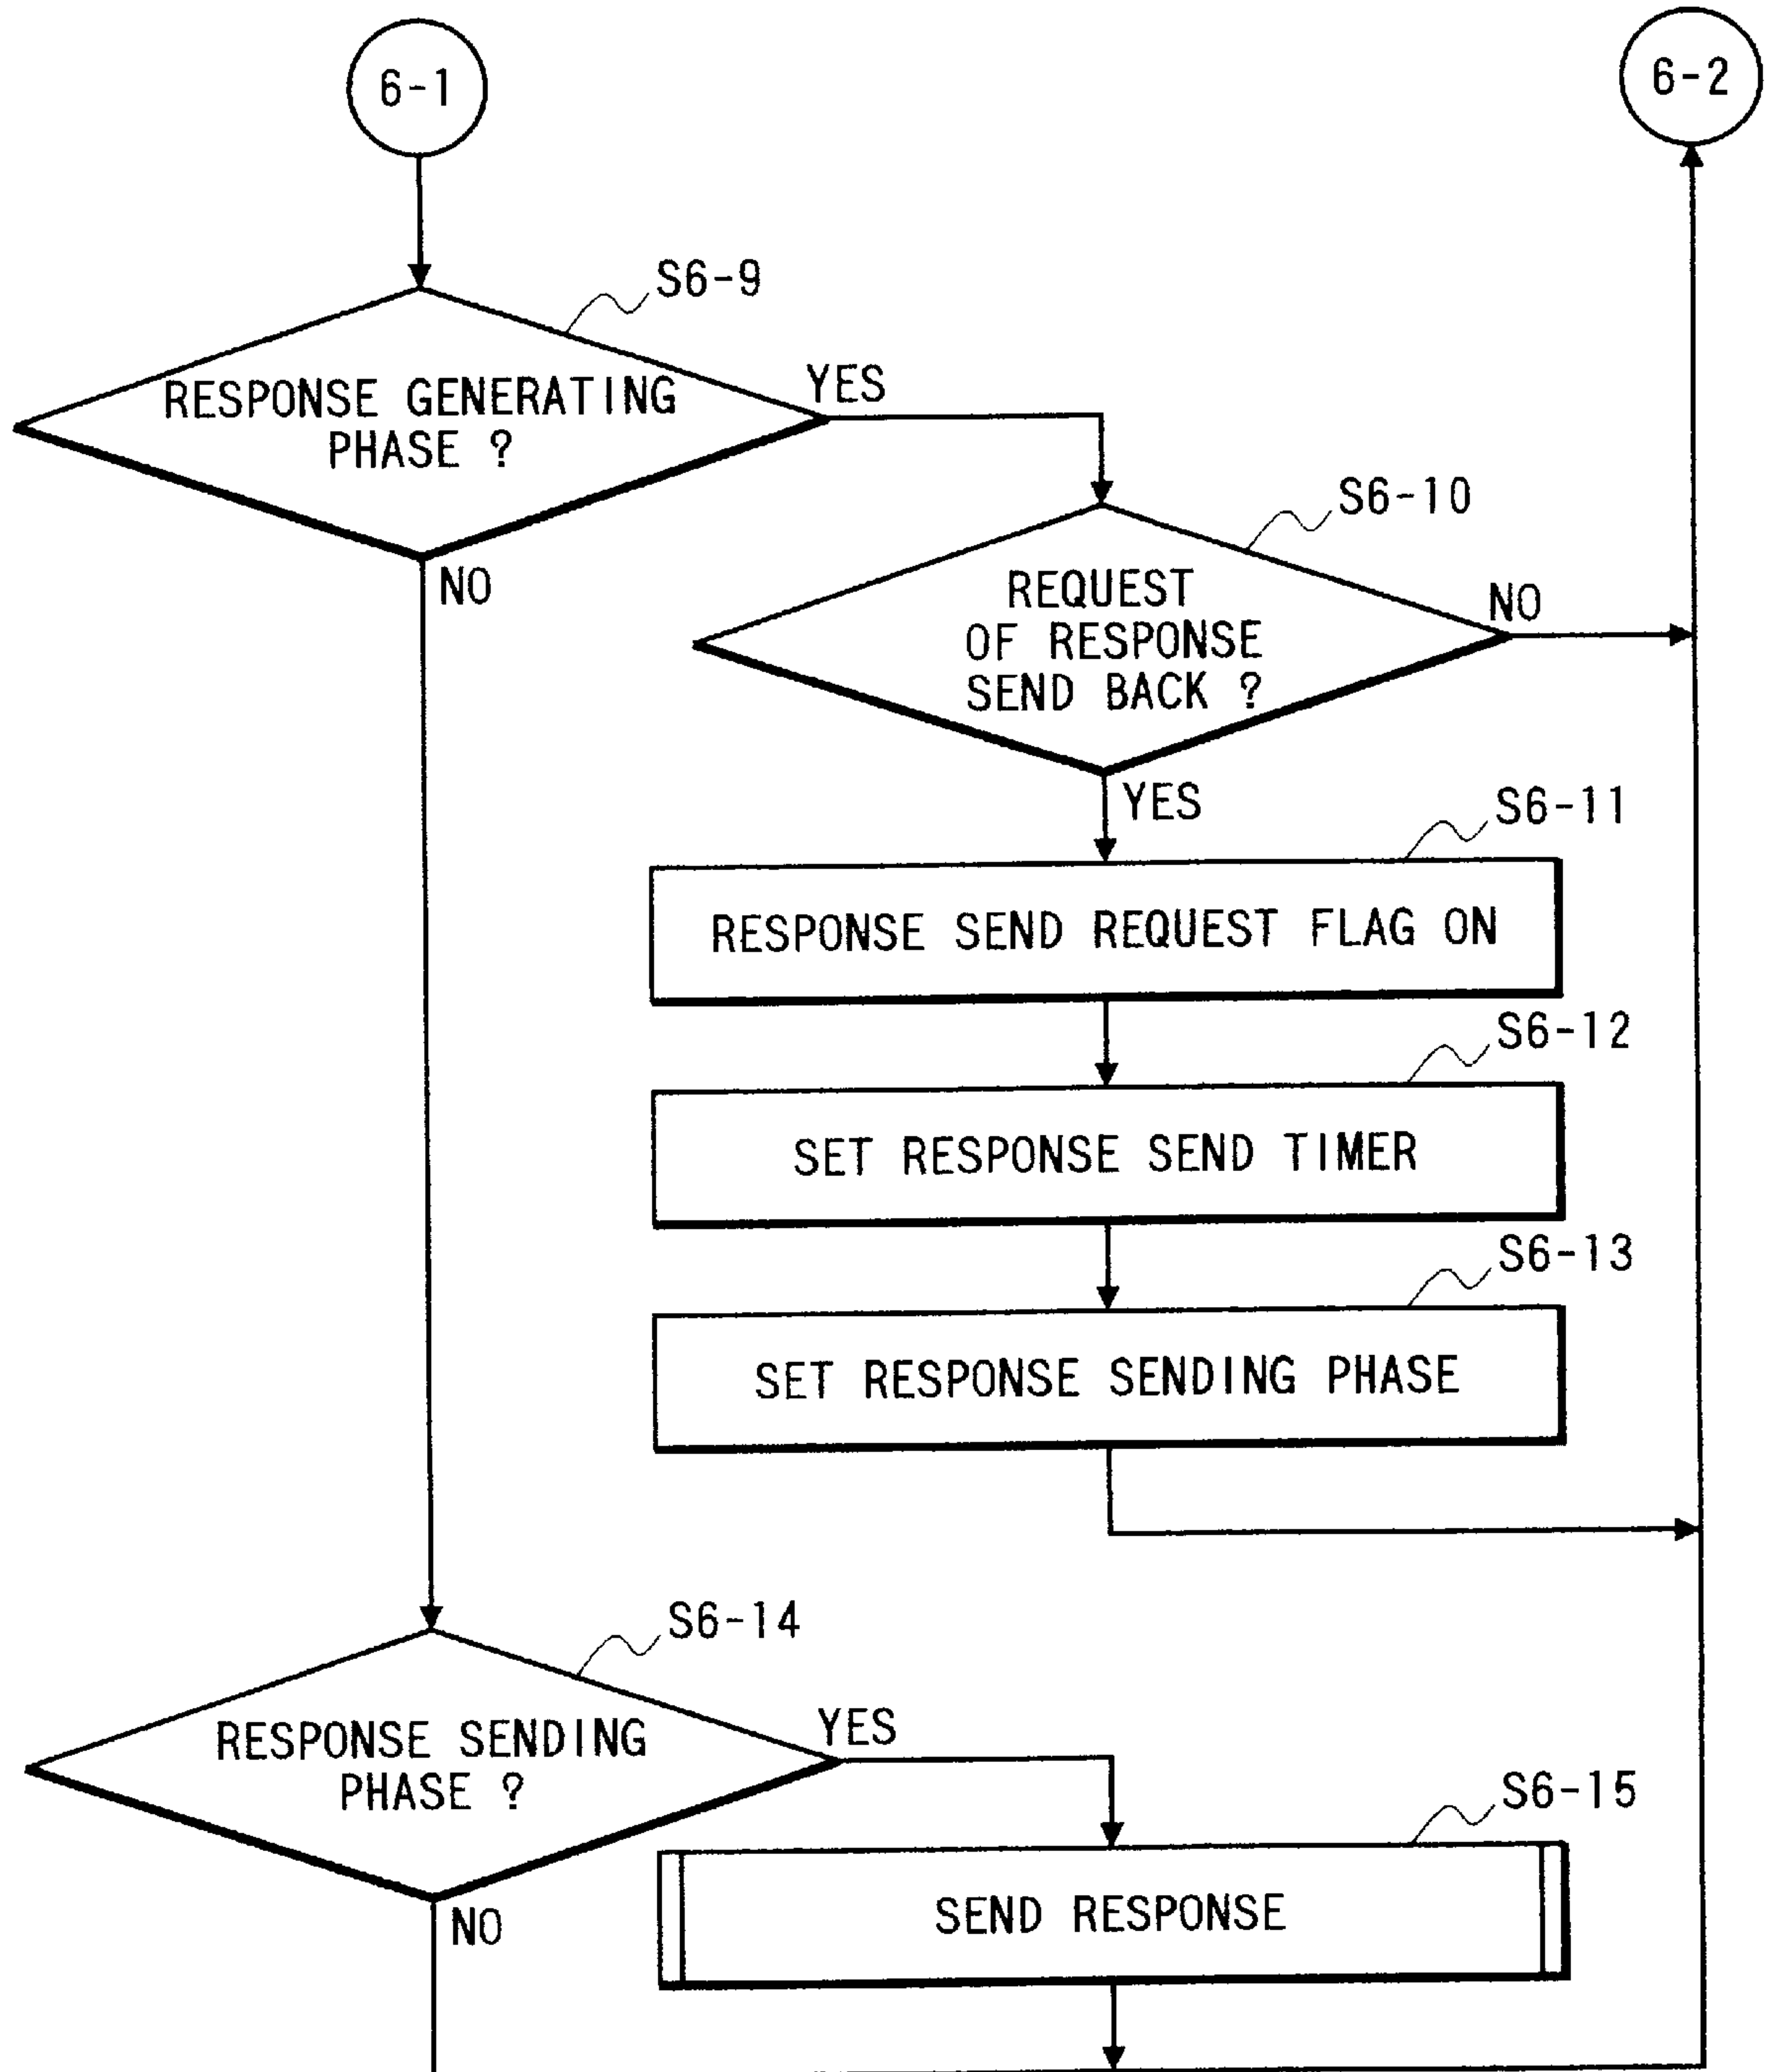 6-1
6-2
S6-9
RESPONSE GENERATING
PHASE ?
YES
NO
S6-10
REQUEST
OF RESPONSE
SEND BACK ?
NO
YES
S6-11
RESPONSE SEND REQUEST FLAG ON
S6-12
SET RESPONSE SEND TIMER
S6-13
SET RESPONSE SENDING PHASE
S6-14
RESPONSE SENDING
PHASE ?
YES
NO
S6-15
SEND RESPONSE